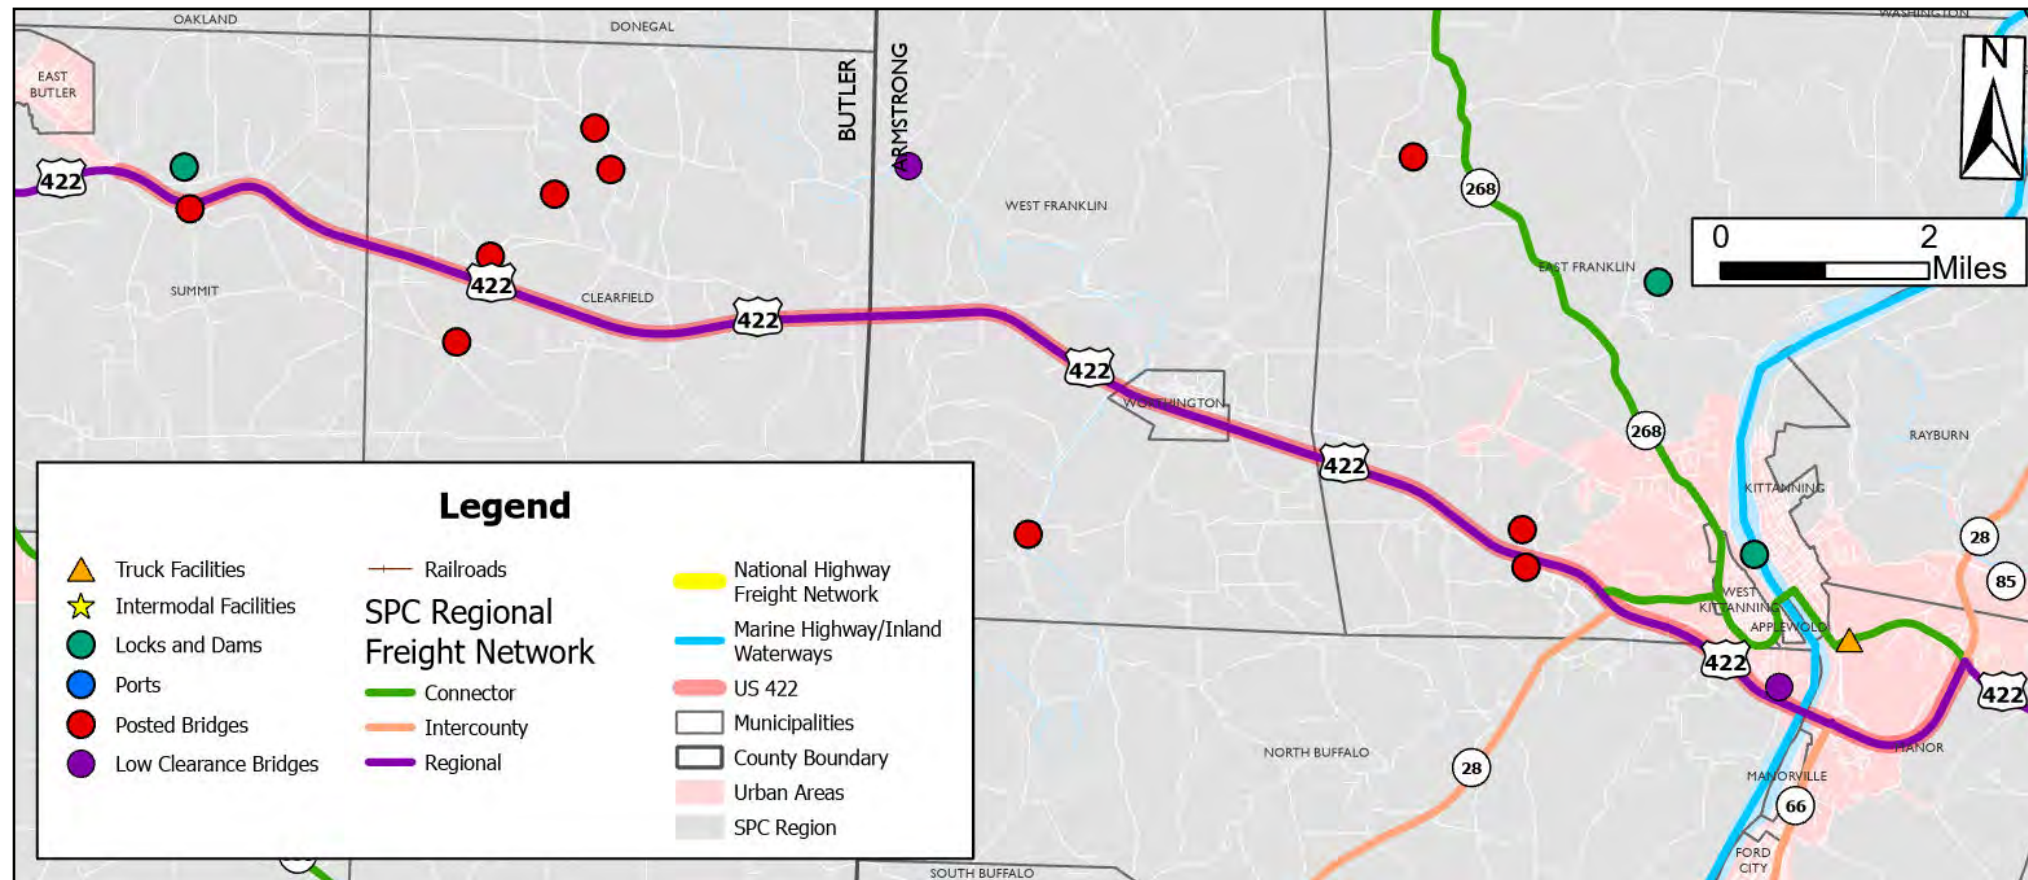 OAKLAND
DONEGAL
WASHINGTON
EAST
BUTLER
BUTLER
ARMSTRONG
N
422
268
WEST FRANKLIN
0 2
Miles
EAST FRANKLIN
SUMMIT
422
CLEARFIELD
422
422
WORTHINGTON
268
RAYBURN
422
KITTANNING
28
85
WEST
KITTANNING
APPLEWOLD
422
422
MANOR
NORTH BUFFALO
28
MANORVILLE
66
FORD
CITY
SOUTH BUFFALO
Legend
Truck Facilities
Intermodal Facilities
Locks and Dams
Ports
Posted Bridges
Low Clearance Bridges
Railroads
SPC Regional
Freight Network
Connector
Intercounty
Regional
National Highway
Freight Network
Marine Highway/Inland
Waterways
US 422
Municipalities
County Boundary
Urban Areas
SPC Region